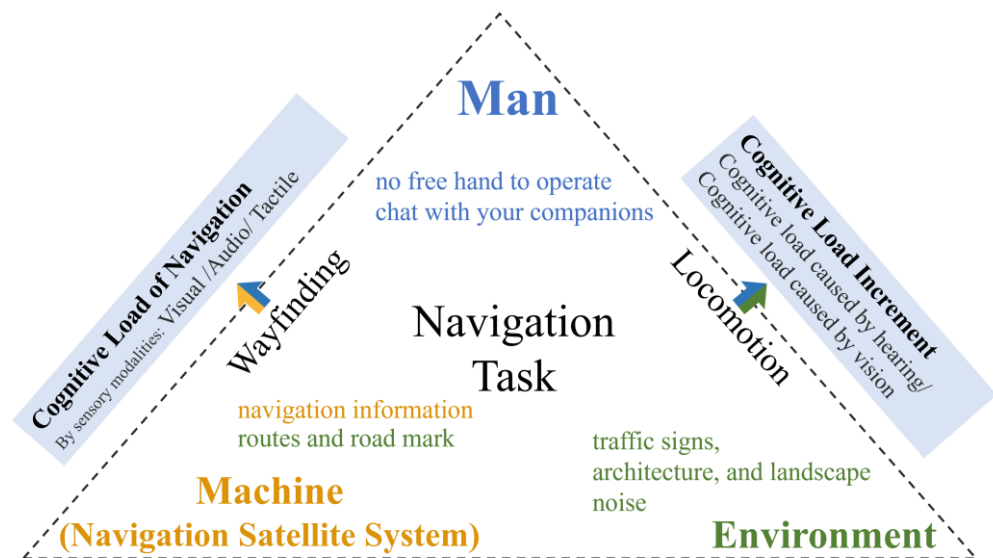 Man
no free hand to operate
chat with your companions
Cognitive Load of Navigation
By sensory modalities: Visual /Audio/ Tactile
Wayfinding
Cognitive Load Increment
Cognitive load caused by hearing/
Cognitive load caused by vision
Locomotion
Navigation
Task
navigation information
routes and road mark
Machine
(Navigation Satellite System)
traffic signs,
architecture, and landscape
noise
Environment